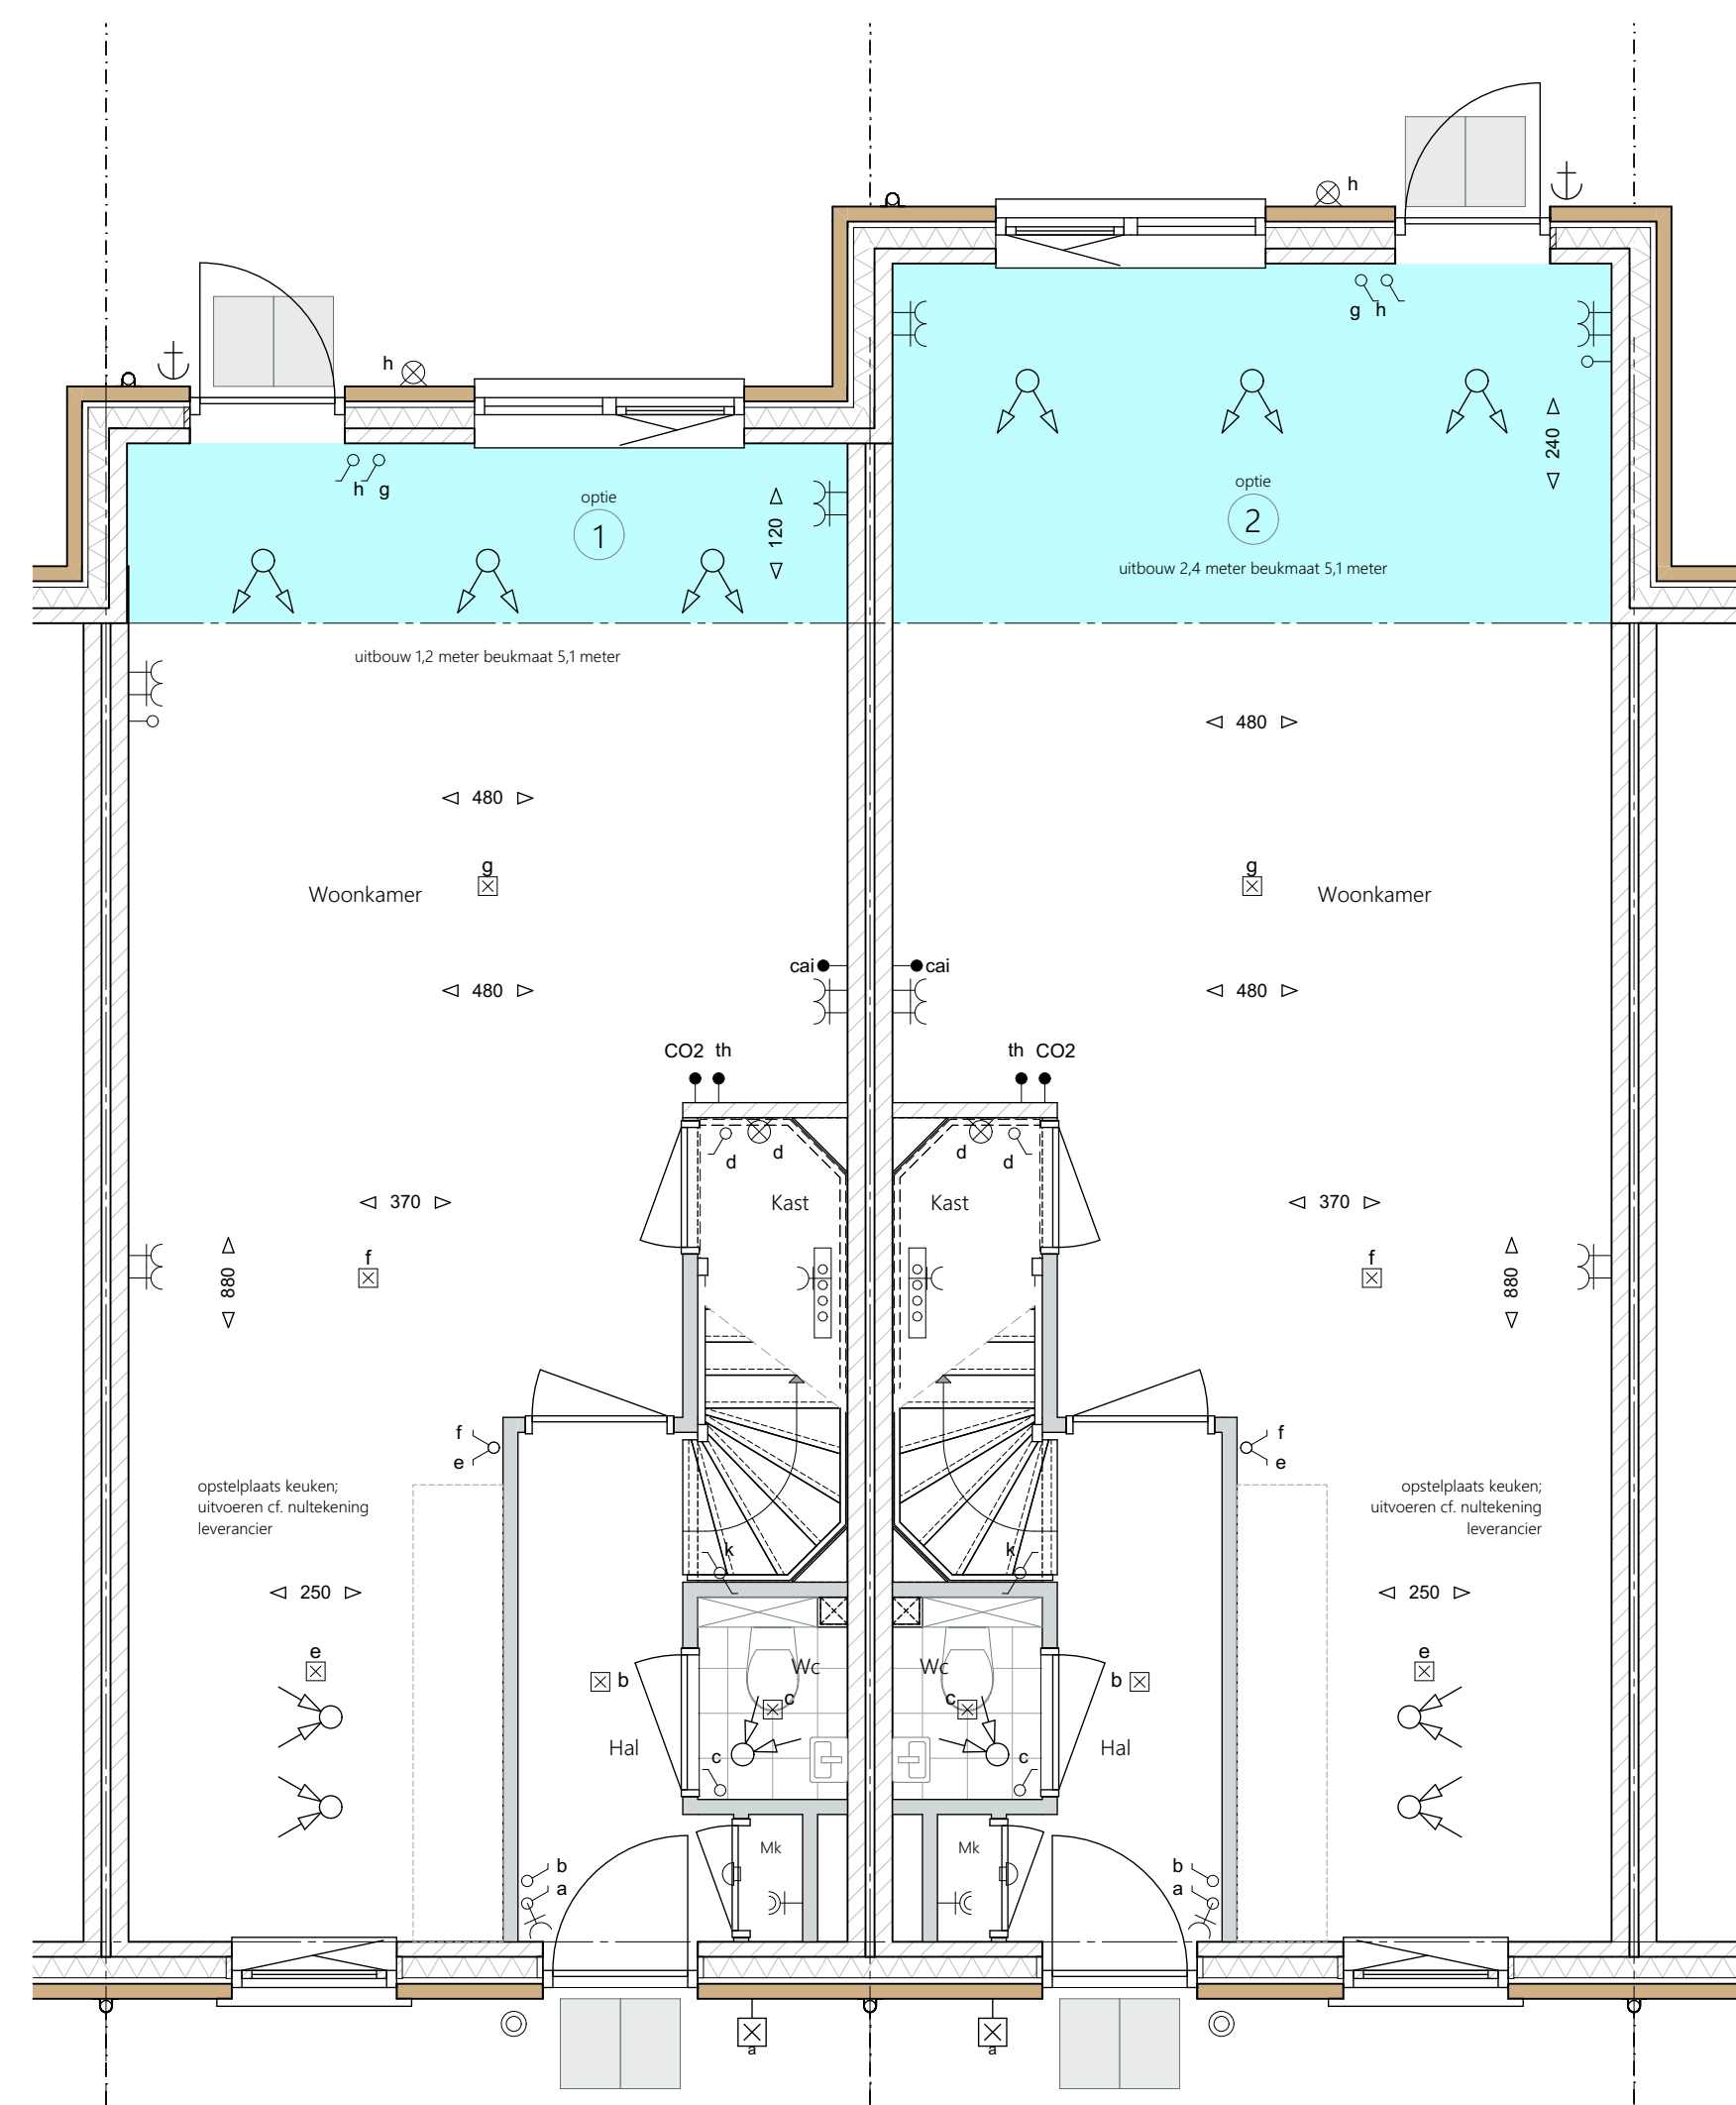 h
g h
240
optie
2
uitbouw 2,4 meter beukmaat 5,1 meter
h
h g
optie
1
120
uitbouw 1,2 meter beukmaat 5,1 meter
480
480
g
g
Woonkamer
Woonkamer
cai
cai
480
480
CO2 th
th CO2
d
d
d
d
Kast
Kast
370
370
f
f
880
880
f
e
f
e
opstelplaats keuken;
uitvoeren cf. nultekening
leverancier
opstelplaats keuken;
uitvoeren cf. nultekening
leverancier
k
k
250
250
e
e
Wc
Wc
b
b
c
c
Hal
Hal
c
c
Mk
Mk
b
a
b
a
a
a